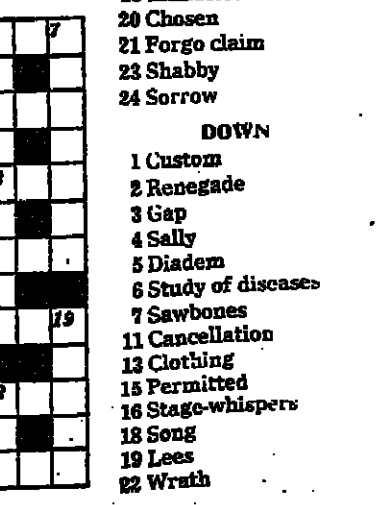 20 Chosen
21 Forgo claim
23 Shabby
24 Sorrow
DOWN
1 Custom
2 Renegade
3 Gap
4 Sally
5 Diadem
6 Study of diseases
7 Sawbones
11 Cancellation
13 Clothing
15 Permitted
16 Stage-whispers
18 Song
19 Lees
22 Wrath
7
19